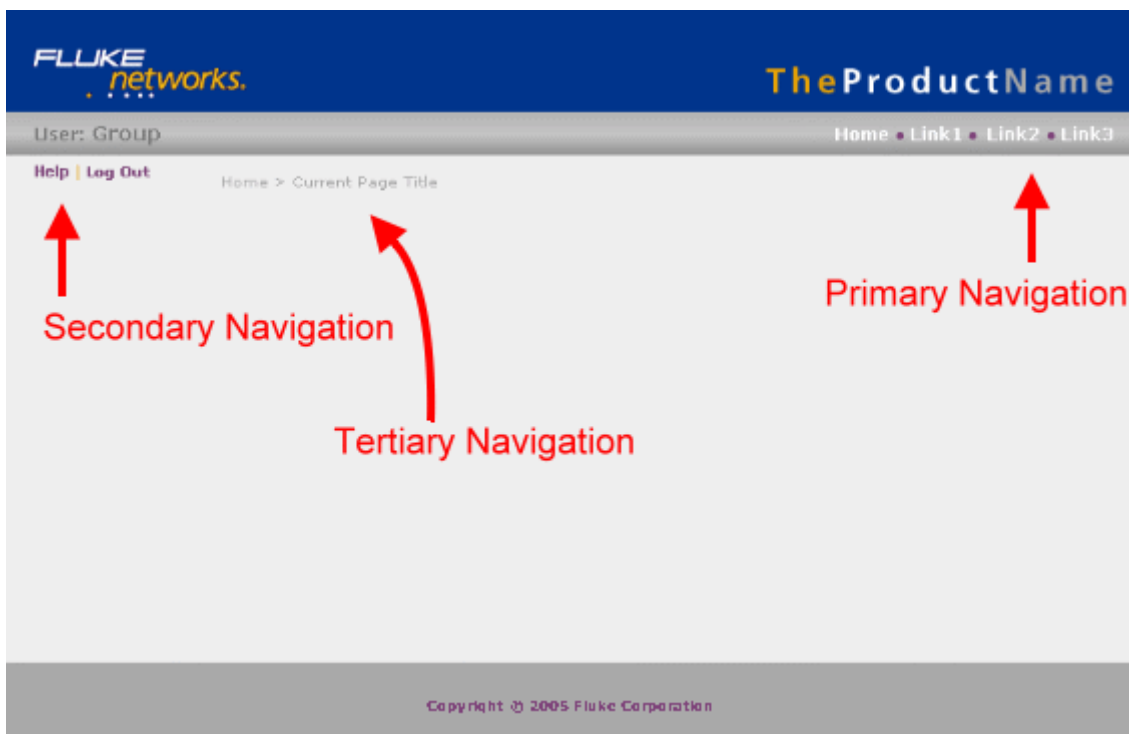 FLUKE
networks.
TheProductName
User: Group
Home • Link1 • Link2 • Link3
Help | Log Out
Home > Current Page Title
Primary Navigation
Secondary Navigation
Tertiary Navigation
Copyright © 2005 Fluke Corporation